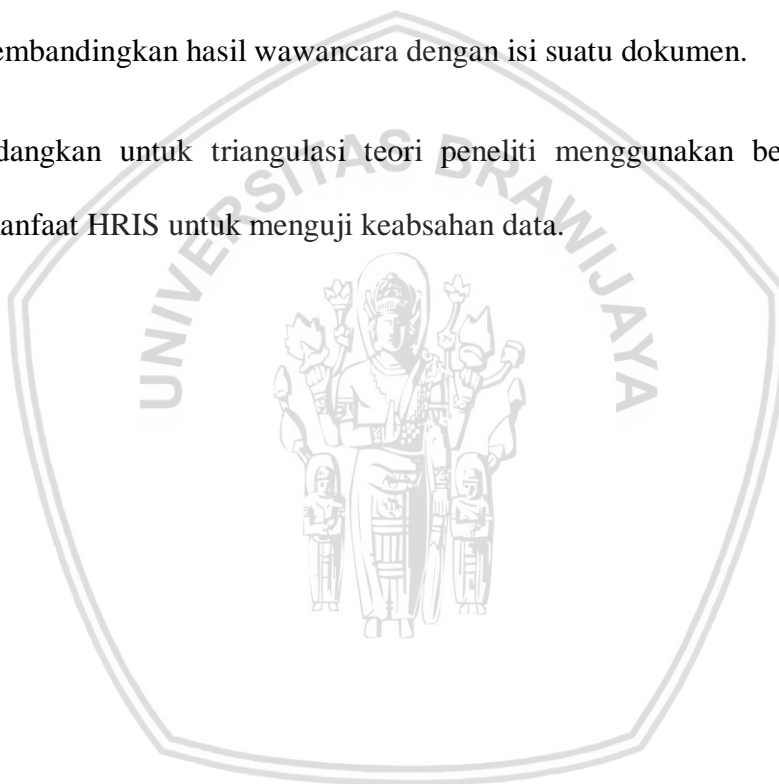 embandingkan hasil wawancara dengan isi suatu dokumen.
dangkan untuk triangulasi teori peneliti menggunakan be
anfaat HRIS untuk menguji keabsahan data.
UNIVERSITAS BRAWIJAYA